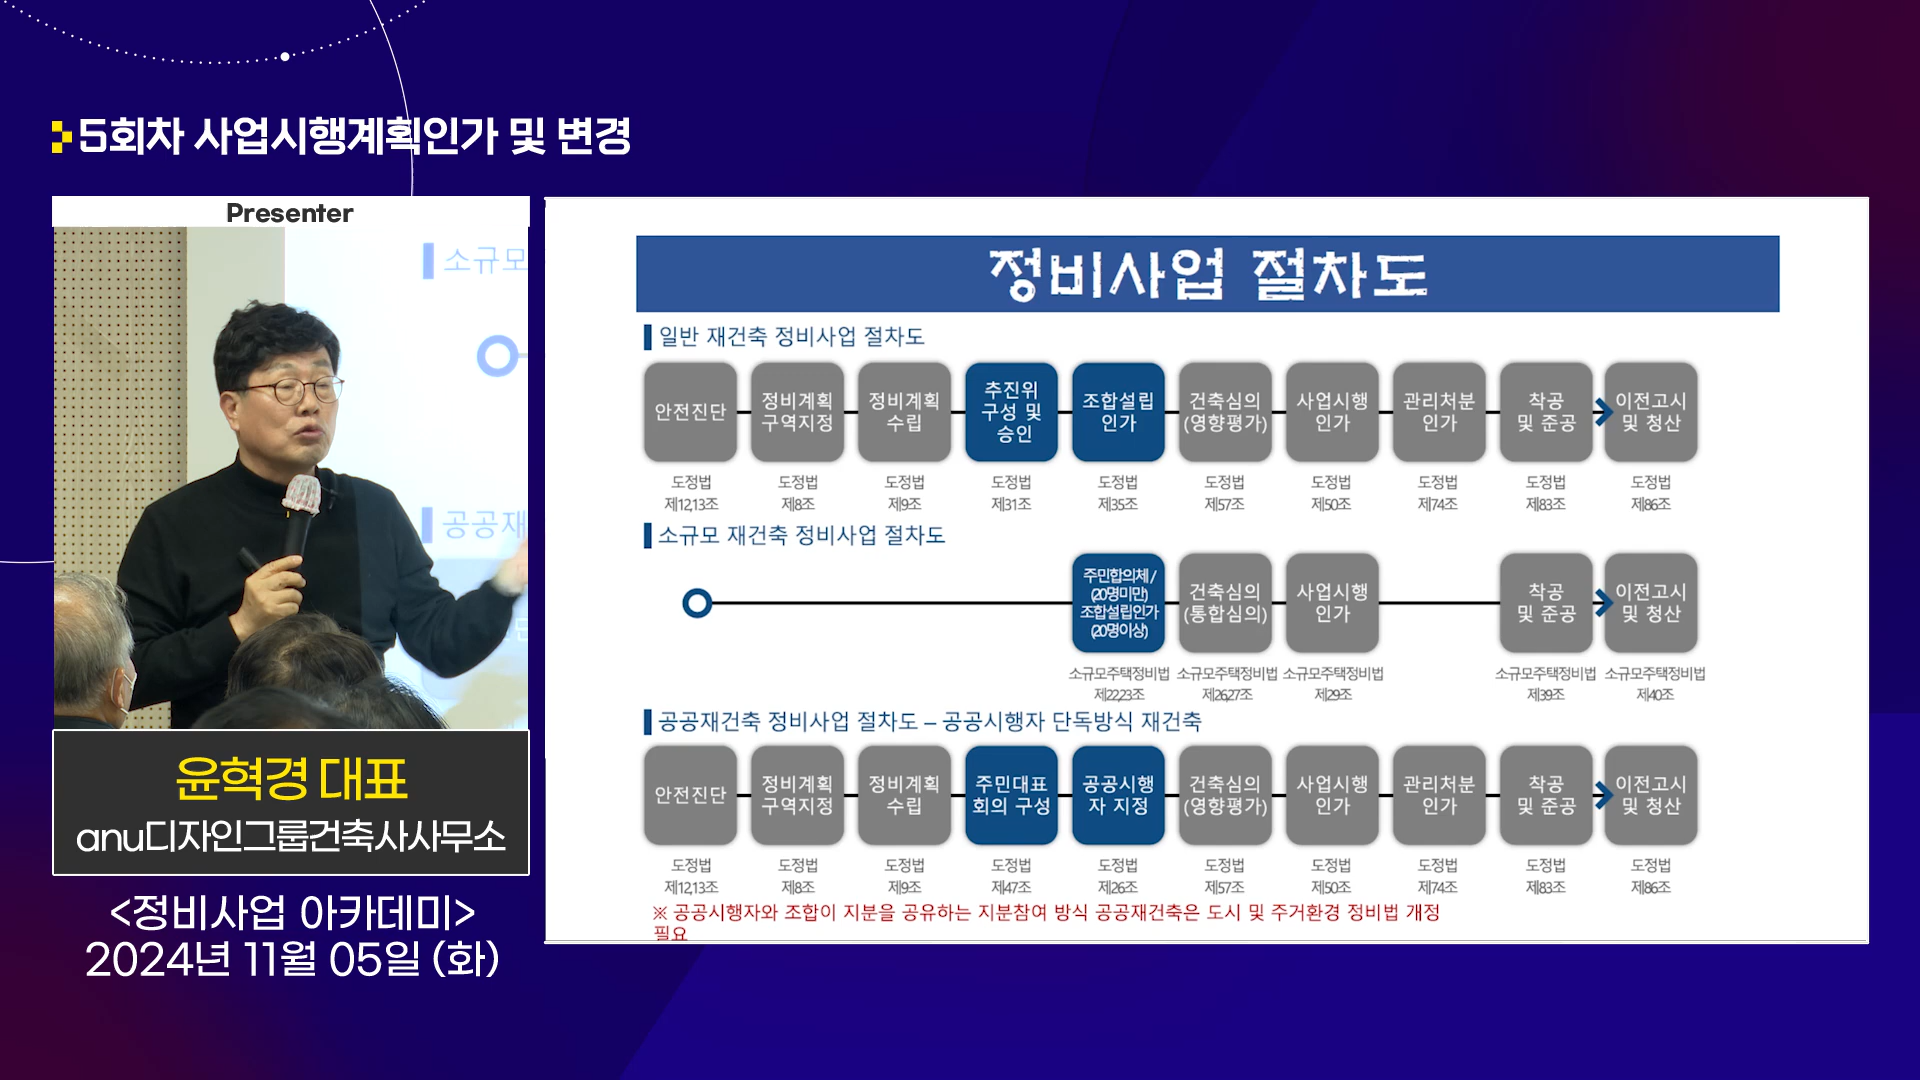 5회차 사업시행계획인가 및 변경
Presenter
소규모
공공재
윤혁경 대표
anu디자인그룹건축사사무소
<정비사업 아카데미>
2024년 11월 05일 (화)
정비사업 절차도
일반 재건축 정비사업 절차도
안전진단
정비계획
구역지정
정비계획
수립
추진위
구성 및
승인
조합설립
인가
건축심의
(영향평가)
사업시행
인가
관리처분
인가
착공
및 준공
이전고시
및 청산
도정법
제12,13조
도정법
제8조
도정법
제9조
도정법
제31조
도정법
제35조
도정법
제57조
도정법
제50조
도정법
제74조
도정법
제83조
도정법
제86조
소규모 재건축 정비사업 절차도
주민합의체/
(20명미만)
조합설립인가
(20명이상)
건축심의
(통합심의)
사업시행
인가
착공
및 준공
이전고시
및 청산
소규모주택정비법
제22,23조
소규모주택정비법
제26,27조
소규모주택정비법
제29조
소규모주택정비법
제39조
소규모주택정비법
제40조
공공재건축 정비사업 절차도 – 공공시행자 단독방식 재건축
안전진단
정비계획
구역지정
정비계획
수립
주민대표
회의 구성
공공시행
자 지정
건축심의
(영향평가)
사업시행
인가
관리처분
인가
착공
및 준공
이전고시
및 청산
도정법
제12,13조
도정법
제8조
도정법
제9조
도정법
제47조
도정법
제26조
도정법
제57조
도정법
제50조
도정법
제74조
도정법
제83조
도정법
제86조
※ 공공시행자와 조합이 지분을 공유하는 지분참여 방식 공공재건축은 도시 및 주거환경 정비법 개정
필요